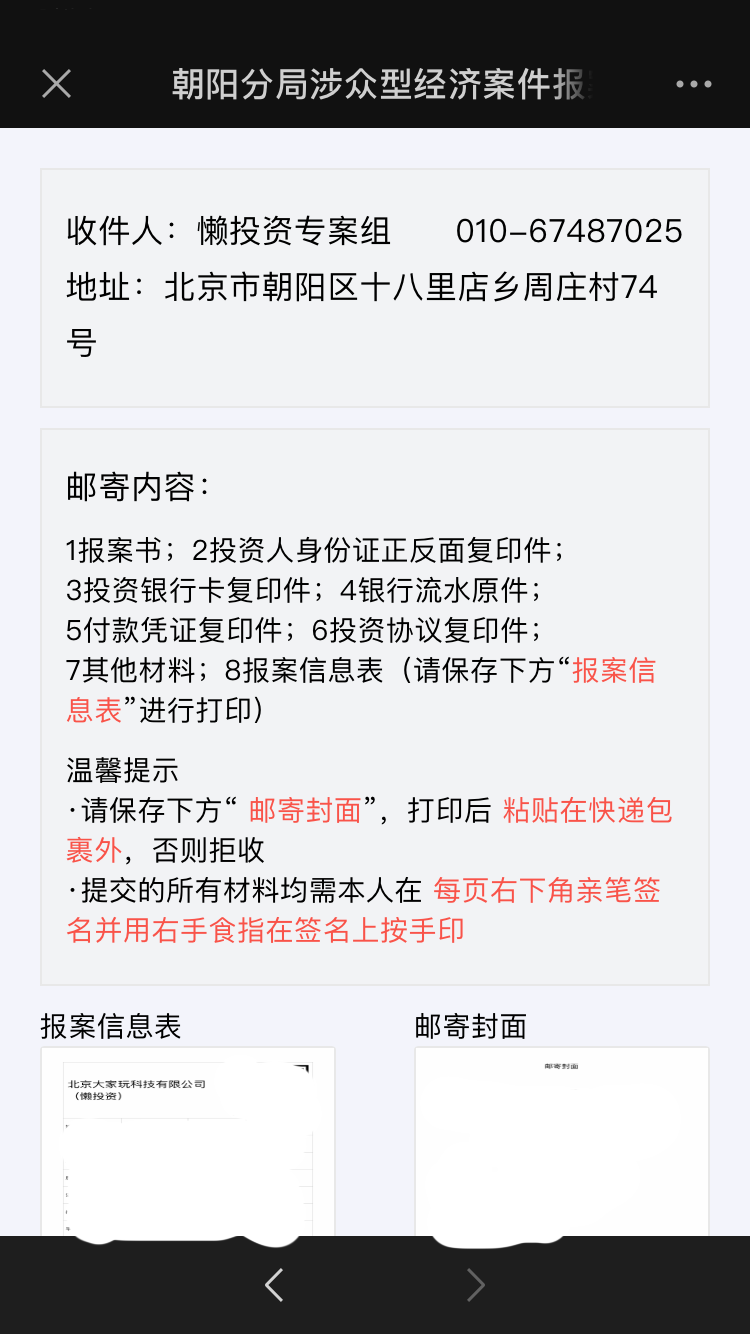 朝阳分局涉众型经济案件报
收件人：懒投资专案组 010-67487025
地址：北京市朝阳区十八里店乡周庄村74
号
邮寄内容：
1报案书；2投资人身份证正反面复印件；
3投资银行卡复印件；4银行流水原件；
5付款凭证复印件；6投资协议复印件；
7其他材料；8报案信息表（请保存下方“报案信
息表”进行打印）
温馨提示
·请保存下方“ 邮寄封面”，打印后 粘贴在快递包
裹外，否则拒收
·提交的所有材料均需本人在 每页右下角亲笔签
名并用右手食指在签名上按手印
报案信息表 邮寄封面
北京大家玩科技有限公司
（懒投资）
邮寄封面